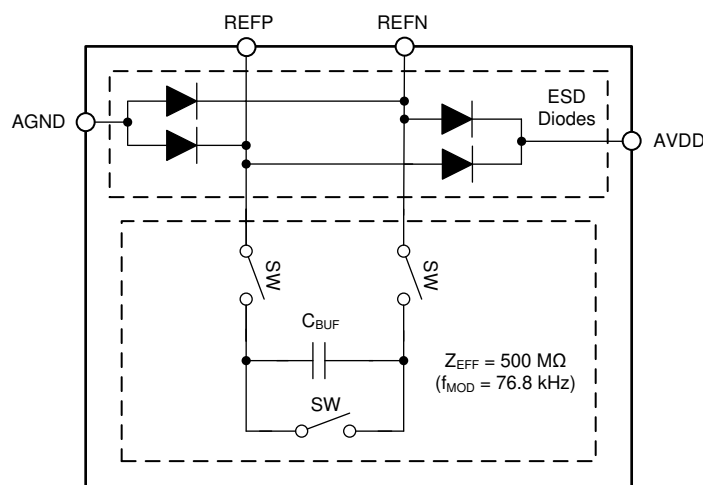 REFP REFN
ESD
Diodes
AGND
AVDD
SW SW
CBUF
ZEFF = 500 MΩ
(fMOD = 76.8 kHz)
SW